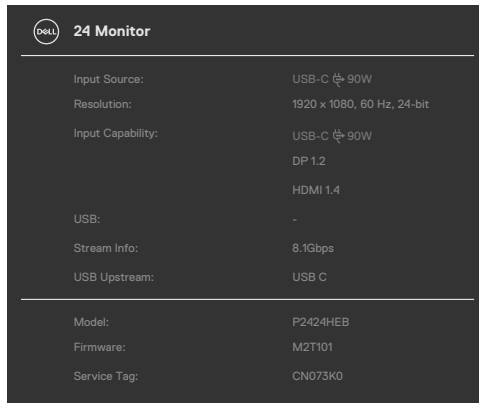 DELL 24 Monitor
Input Source: USB-C 90W
Resolution: 1920 x 1080, 60 Hz, 24-bit
Input Capability: USB-C 90W
DP 1.2
HDMI 1.4
USB: -
Stream Info: 8.1Gbps
USB Upstream: USB C
Model: P2424HEB
Firmware: M2T101
Service Tag: CN073K0